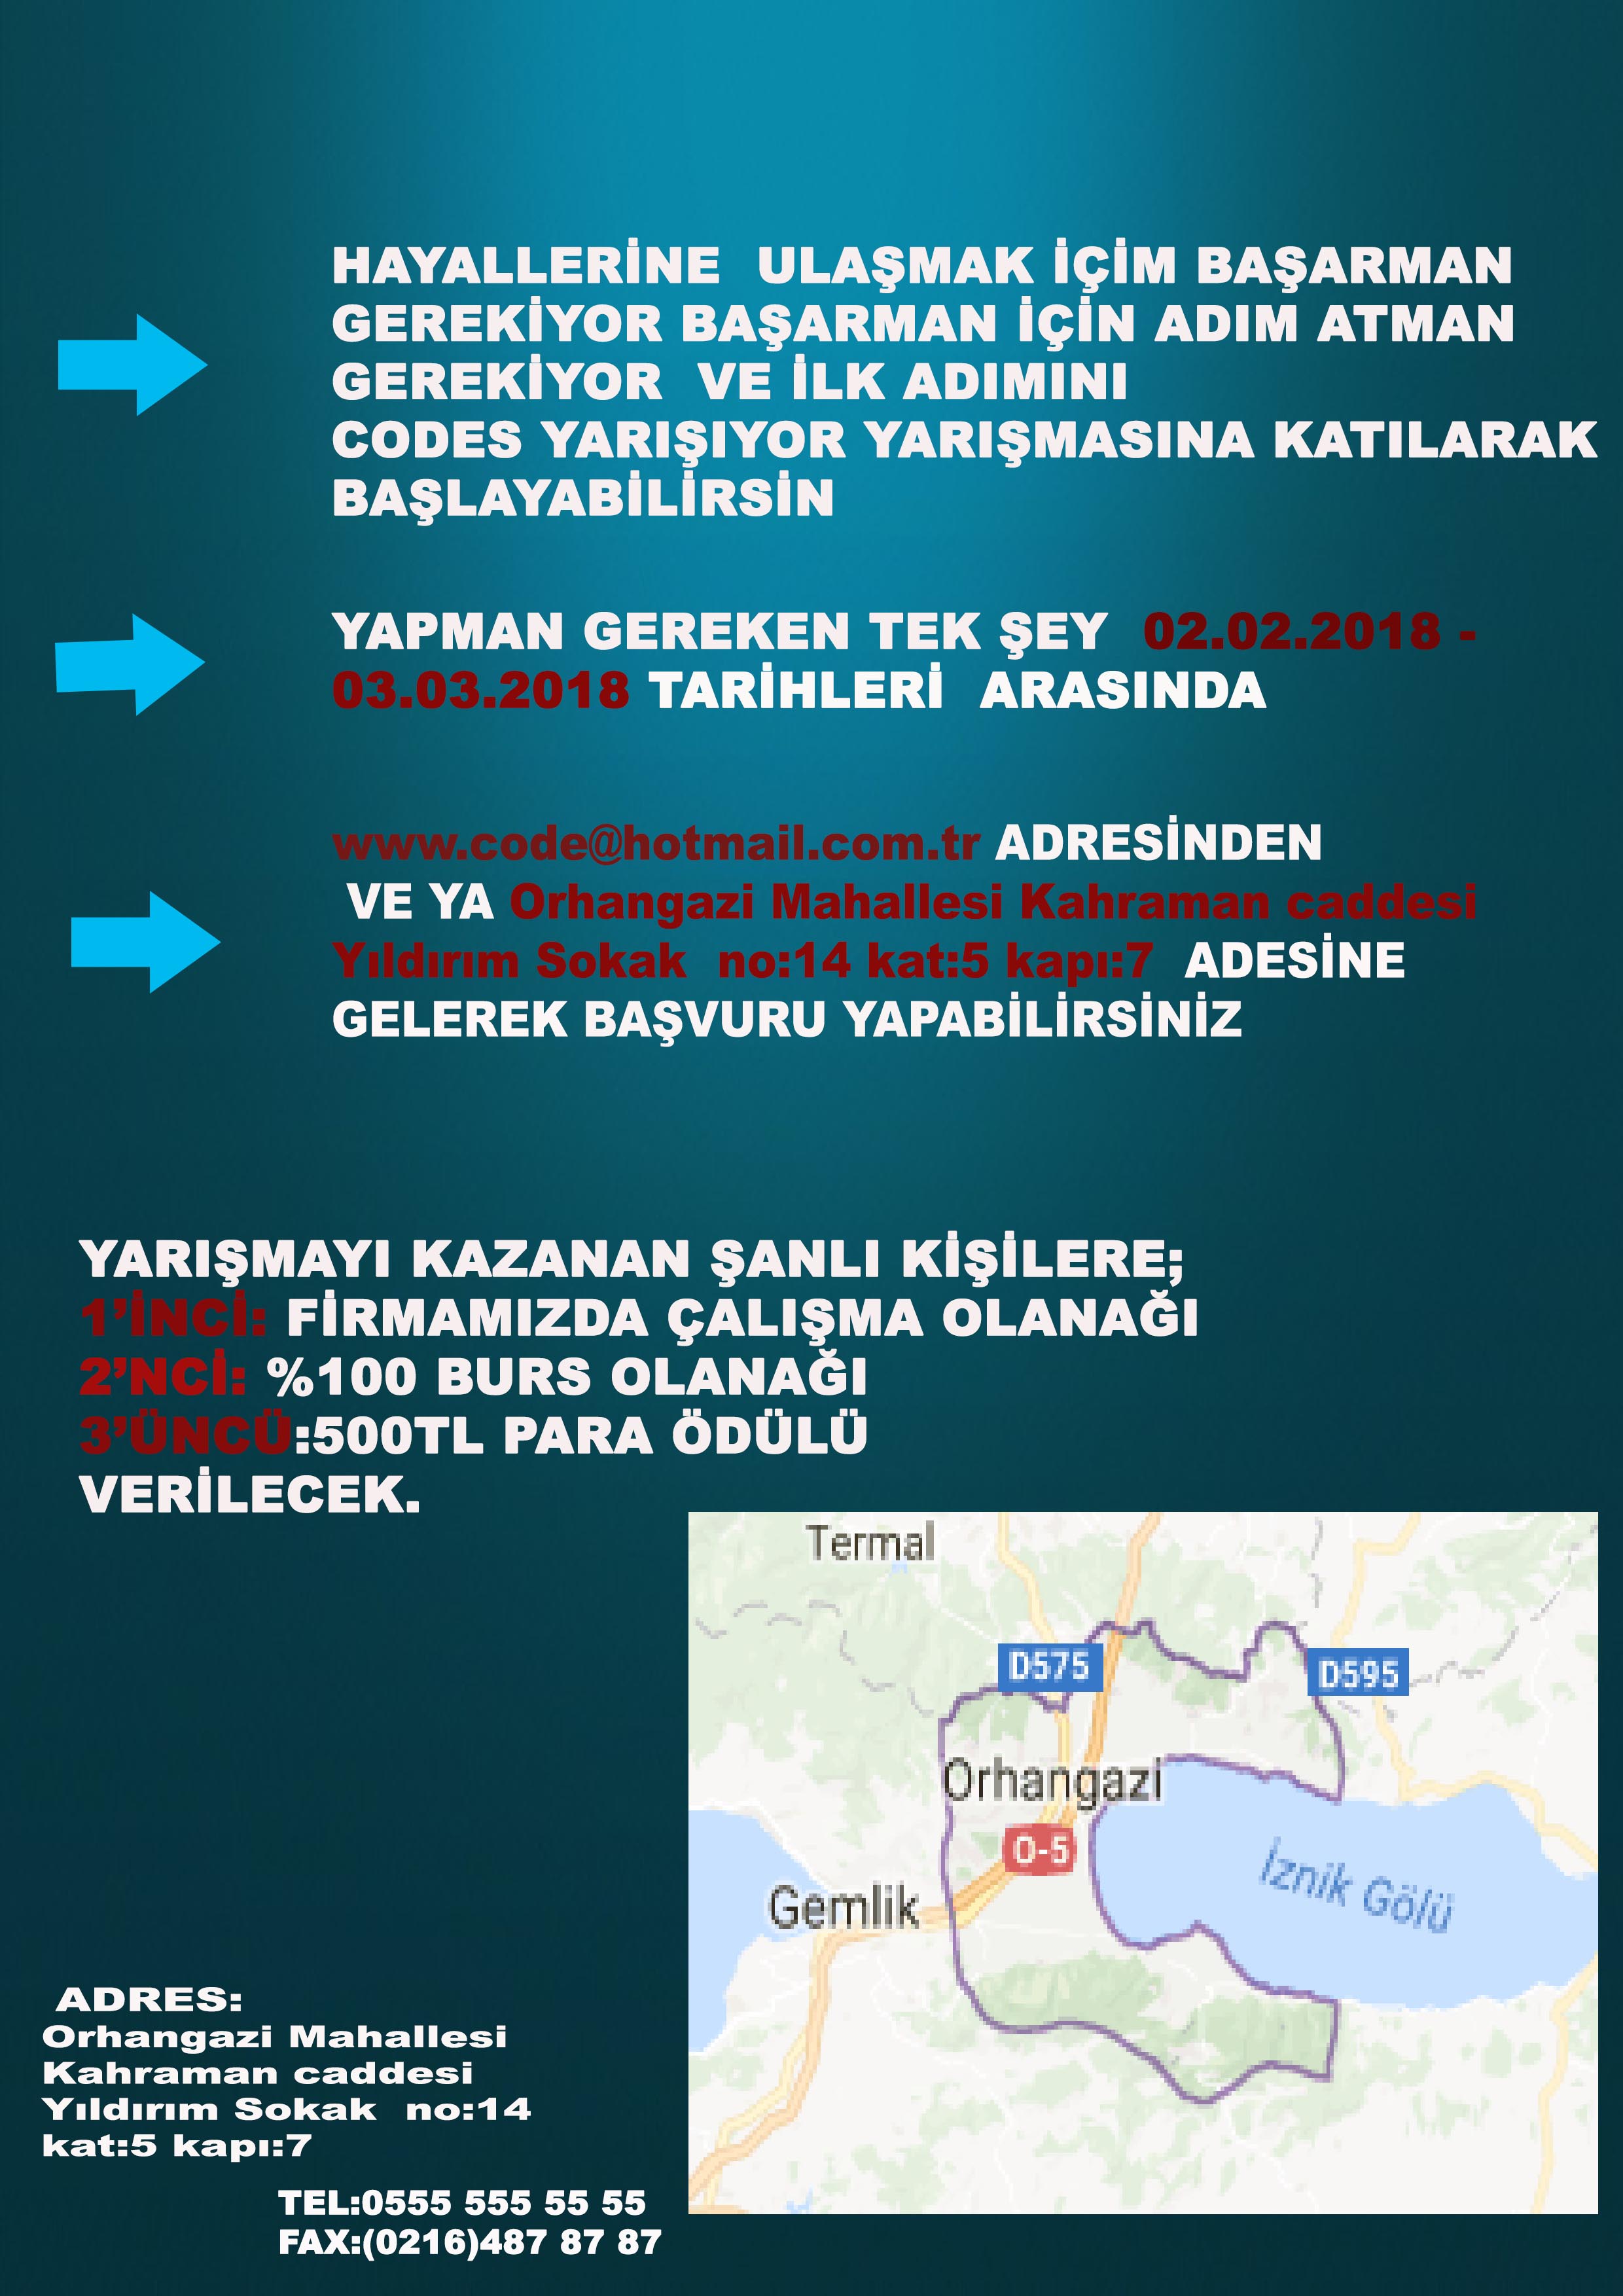 HAYALLERİNE ULAŞMAK İÇİM BAŞARMAN
GEREKİYOR BAŞARMAN İÇİN ADIM ATMAN
GEREKİYOR VE İLK ADIMINI
CODES YARIŞIYOR YARIŞMASINA KATILARAK
BAŞLAYABİLİRSİN
YAPMAN GEREKEN TEK ŞEY 02.02.2018 -
03.03.2018 TARİHLERİ ARASINDA
www.code@hotmail.com.tr ADRESİNDEN
VE YA Orhangazi Mahallesi Kahraman caddesi
Yıldırım Sokak no:14 kat:5 kapı:7 ADESİNE
GELEREK BAŞVURU YAPABİLİRSİNİZ
YARIŞMAYI KAZANAN ŞANLI KİŞİLERE;
1’İNCİ: FİRMAMIZDA ÇALIŞMA OLANAĞI
2’NCİ: %100 BURS OLANAĞI
3’ÜNCÜ:500TL PARA ÖDÜLÜ
VERİLECEK.
Termal
D575
D595
Orhangazi
O-5
İznik Gölü
Gemlik
ADRES:
Orhangazi Mahallesi
Kahraman caddesi
Yıldırım Sokak no:14
kat:5 kapı:7
TEL:0555 555 55 55
FAX:(0216)487 87 87